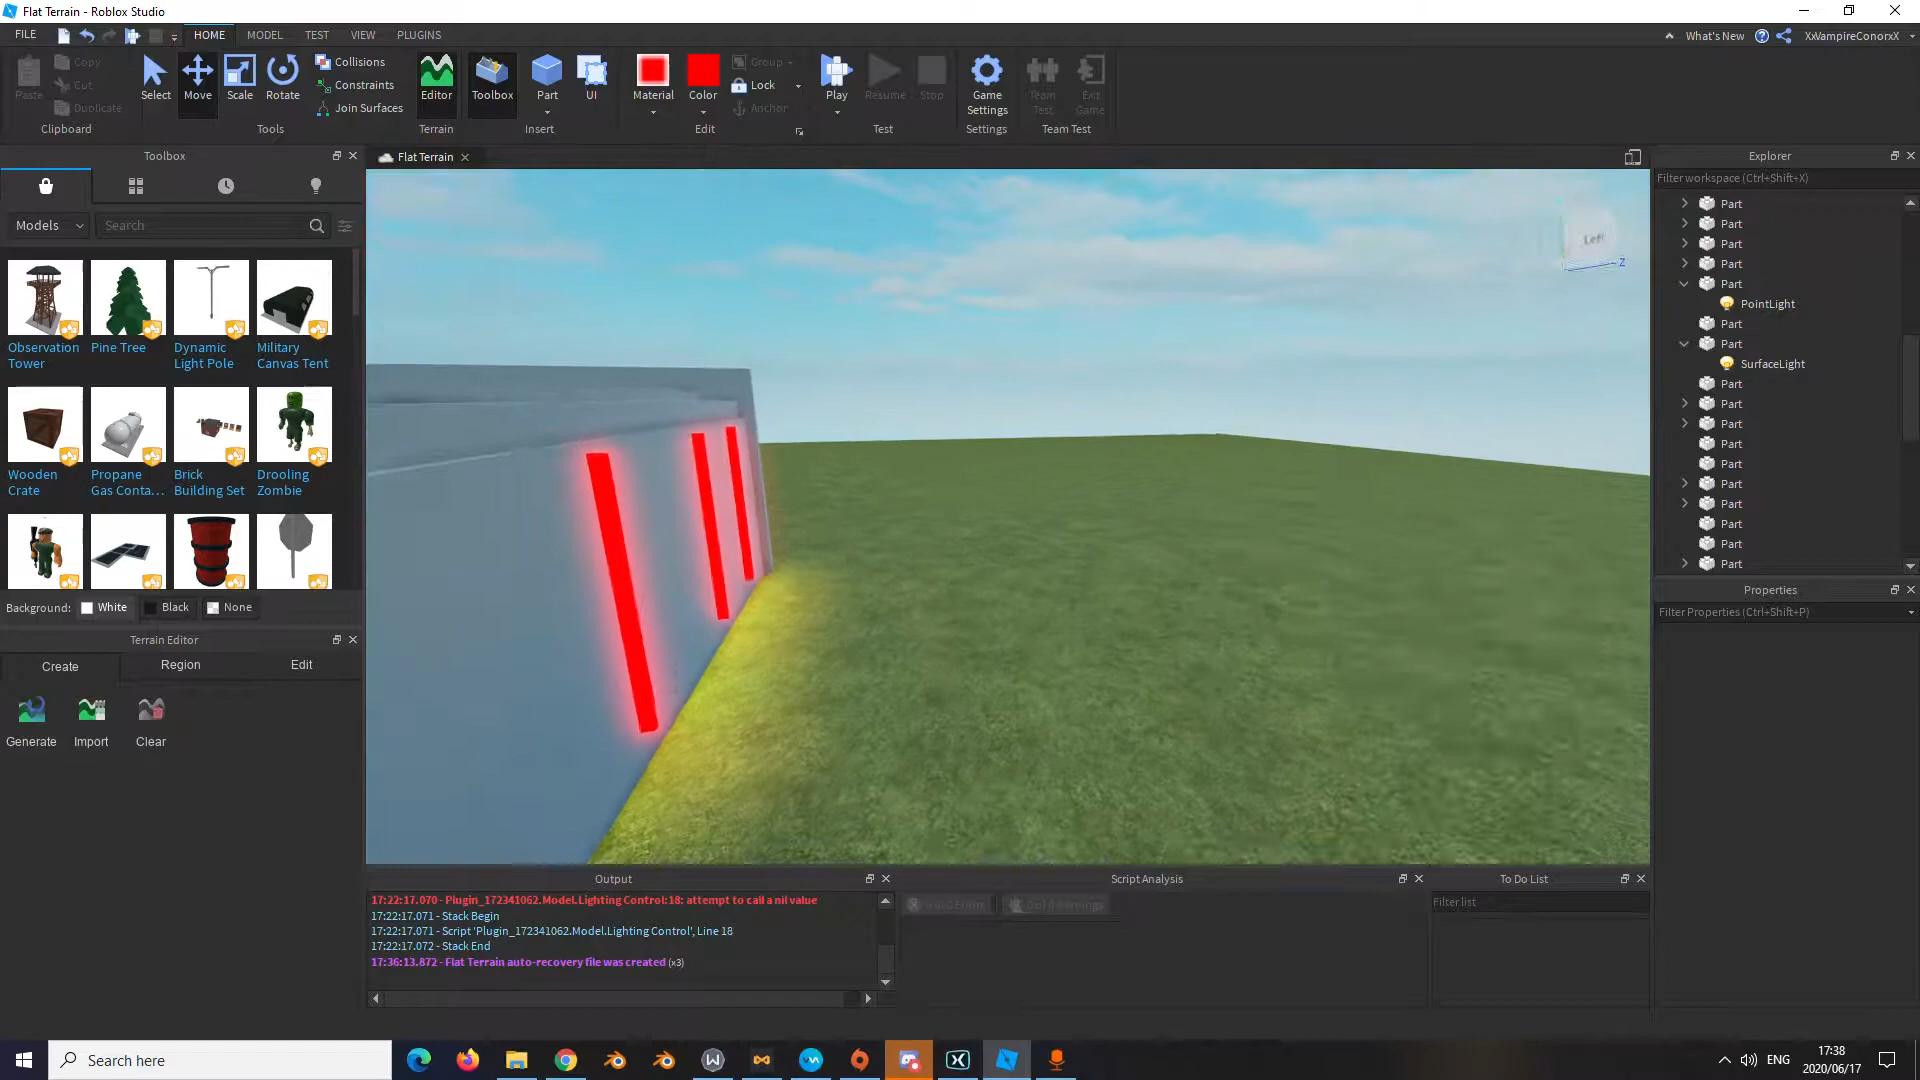 Flat Terrain - Roblox Studio
FILE
HOME
MODEL
TEST
VIEW
PLUGINS
What's New
XxVampireConorxX
Paste
Copy
Cut
Duplicate
Clipboard
Select
Move
Scale
Rotate
Collisions
Constraints
Join Surfaces
Tools
Editor
Terrain
Toolbox
Part
UI
Insert
Material
Color
Group
Lock
Anchor
Edit
Play
Resume
Stop
Test
Game
Settings
Settings
Team
Test
Exit
Game
Team Test
Toolbox
Models
Search
Observation
Tower
Pine Tree
Dynamic
Light Pole
Military
Canvas Tent
Wooden
Crate
Propane
Gas Conta...
Brick
Building Set
Drooling
Zombie
Background:
White
Black
None
Terrain Editor
Create
Region
Edit
Generate
Import
Clear
Flat Terrain
Left
Z
Output
17:22:17.070 - Plugin_172341062.Model.Lighting Control:18: attempt to call a nil value
17:22:17.071 - Stack Begin
17:22:17.071 - Script 'Plugin_172341062.Model.Lighting Control', Line 18
17:22:17.072 - Stack End
17:36:13.872 - Flat Terrain auto-recovery file was created (x3)
Script Analysis
To Do List
Filter list
Explorer
Filter workspace (Ctrl+Shift+X)
Part
Part
Part
Part
Part
PointLight
Part
Part
SurfaceLight
Part
Part
Part
Part
Part
Part
Part
Part
Part
Part
Properties
Filter Properties (Ctrl+Shift+P)
Search here
ENG
17:38
2020/06/17